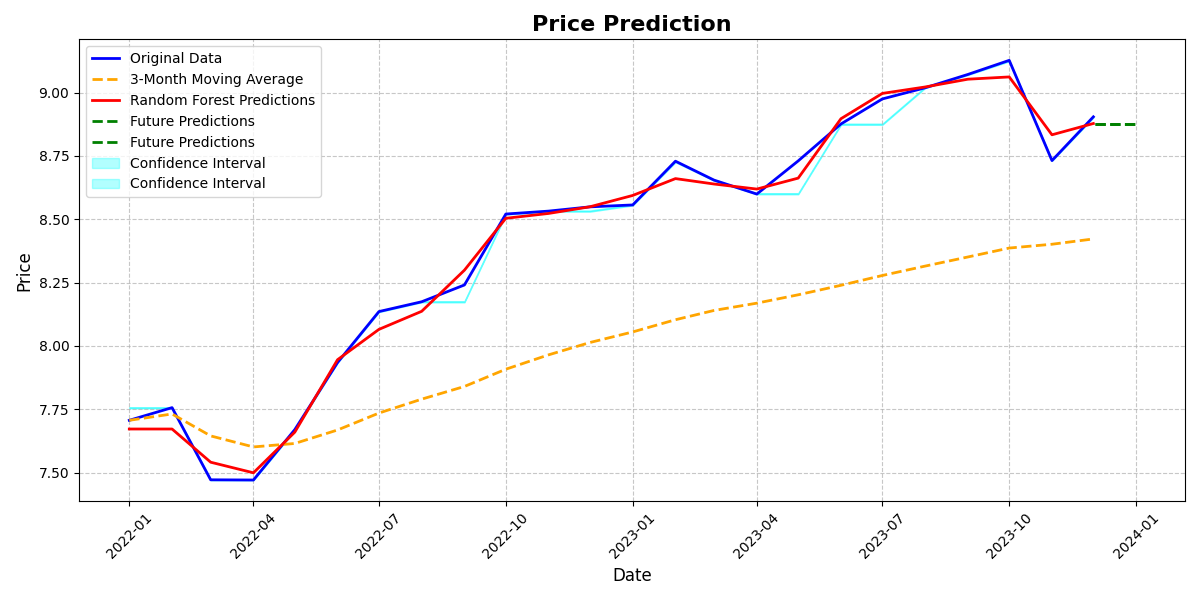 Price Prediction
Original Data
3-Month Moving Average
Random Forest Predictions
Future Predictions
Future Predictions
Confidence Interval
Confidence Interval
Price
9.00
8.75
8.50
8.25
8.00
7.75
7.50
2022-01
2022-04
2022-07
2022-10
2023-01
2023-04
2023-07
2023-10
2024-01
Date